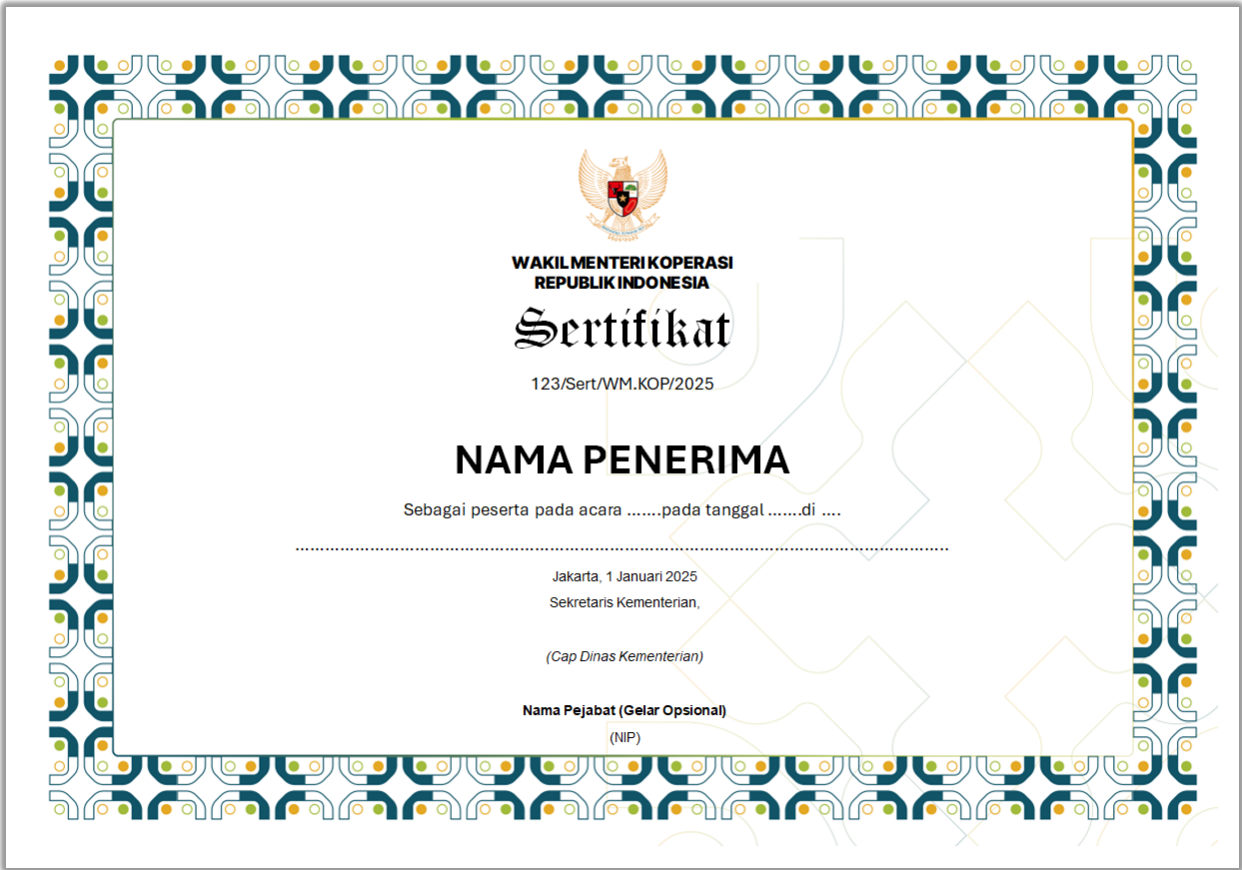 WAKIL MENTERI KOPERASI
REPUBLIK INDONESIA
Sertifikat
123/Sert/WM.KOP/2025
NAMA PENERIMA
Sebagai peserta pada acara .......pada tanggal .......di ....
....................................................................................................................................
Jakarta, 1 Januari 2025
Sekretaris Kementerian,
(Cap Dinas Kementerian)
Nama Pejabat (Gelar Opsional)
(NIP)